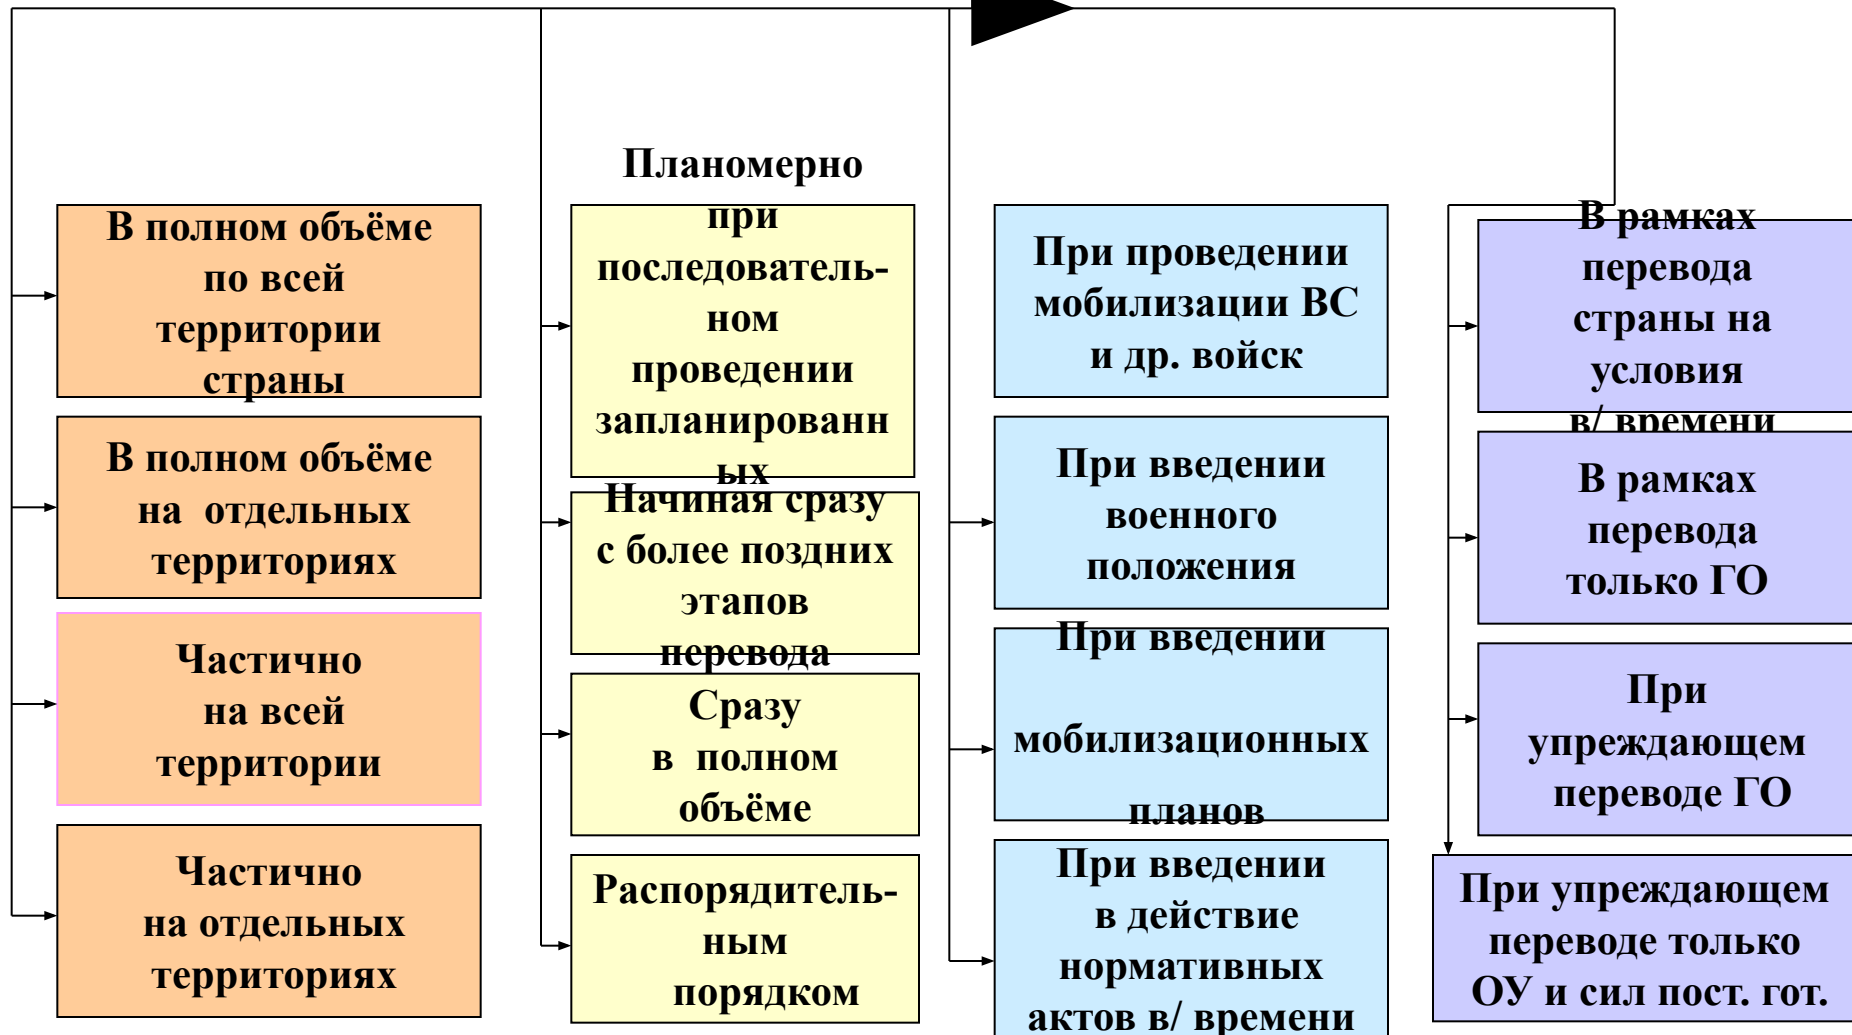 В полном объёме
по всей
территории
страны
В полном объёме
на отдельных
территориях
Частично
на всей
территории
Частично
на отдельных
территориях
Планомерно
при
последователь-
ном
проведении
запланированн
ых
Начиная сразу
с более поздних
этапов
перевода
Сразу
в полном
объёме
Распорядитель-
ным
порядком
При проведении
мобилизации ВС
и др. войск
При введении
военного
положения
При введении
мобилизационных
планов
При введении
в действие
нормативных
актов в/ времени
В рамках
перевода
страны на
условия
в/ времени
В рамках
перевода
только ГО
При
упреждающем
переводе ГО
При упреждающем
переводе только
ОУ и сил пост. гот.